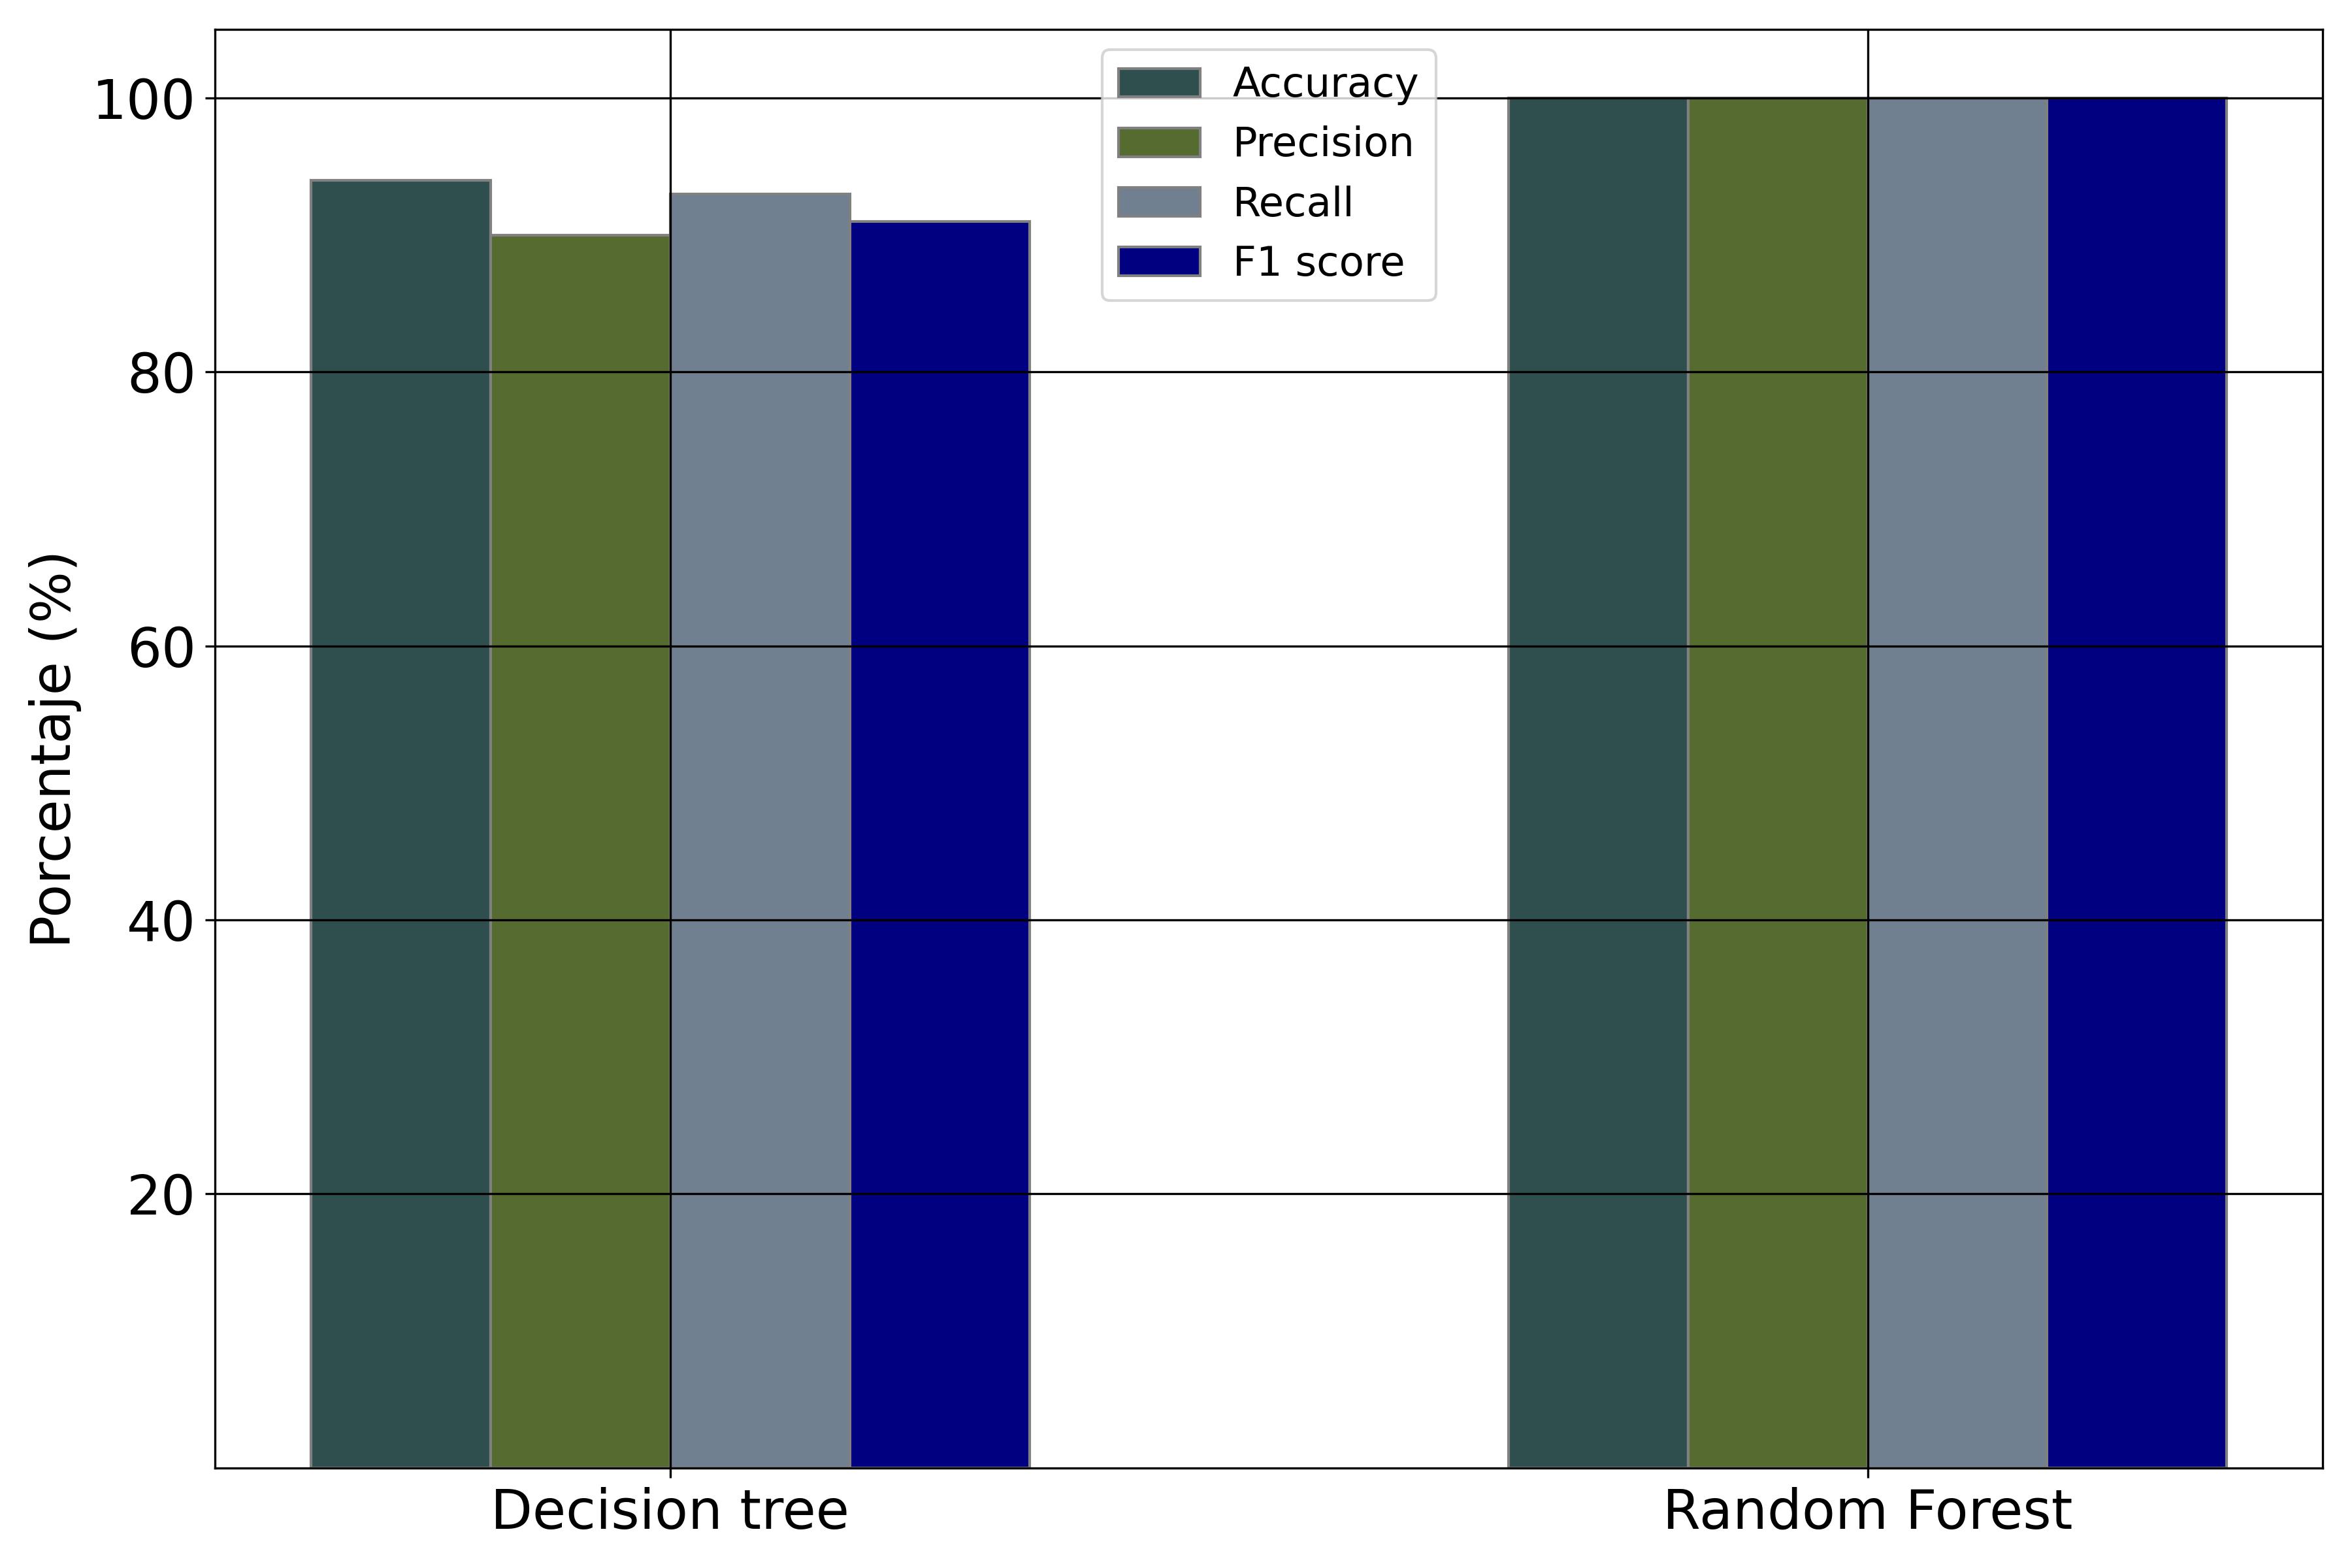 Porcentaje (%)
100
80
60
40
20
Accuracy
Precision
Recall
F1 score
Decision tree
Random Forest